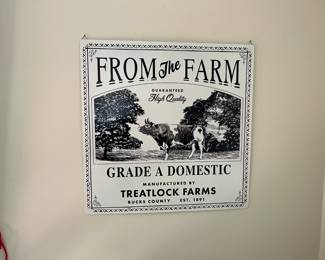 FROM The FARM
GUARANTEED
High Quality
GRADE A DOMESTIC
MANUFACTURED BY
TREATLOCK FARMS
BUCKS COUNTY EST. 1891